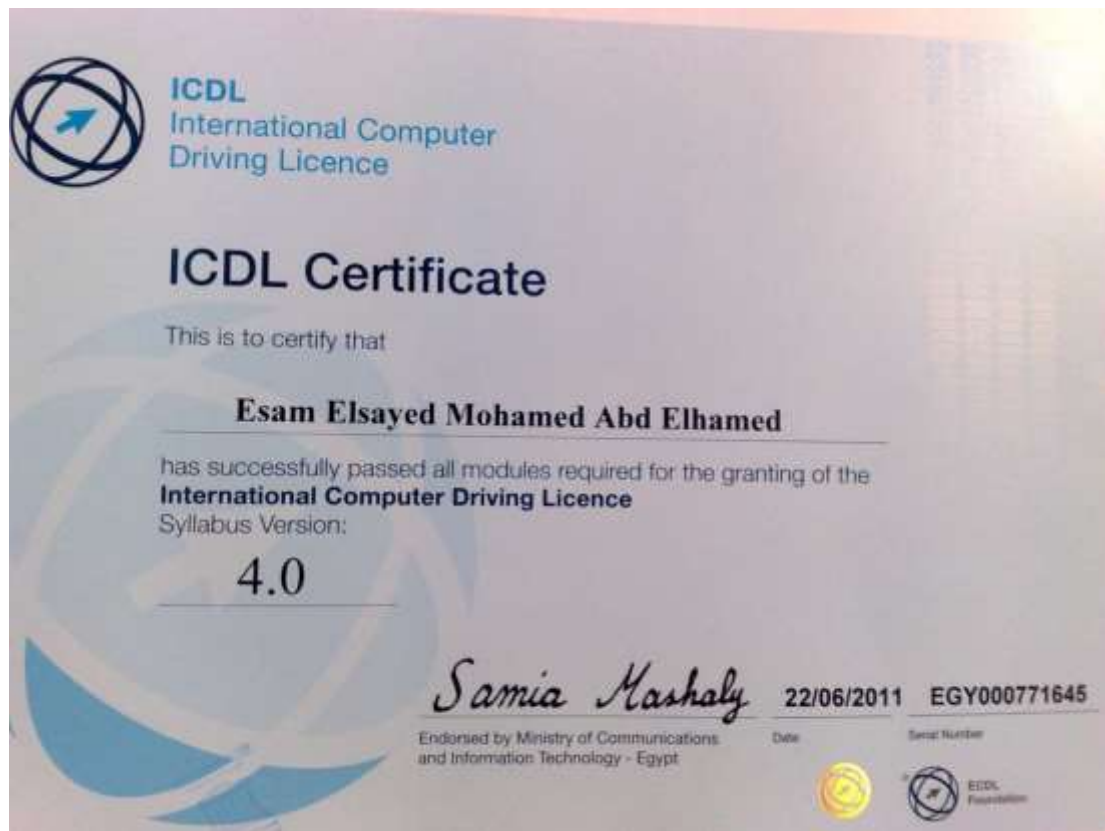 ICDL
International Computer
Driving Licence
ICDL Certificate
This is to certify that
Esam Elsayed Mohamed Abd Elhamed
has successfully passed all modules required for the granting of the
International Computer Driving Licence
Syllabus Version:
4.0
Samia Mashaly 22/06/2011 EGY000771645
Endorsed by Ministry of Communications Date Serial Number
and Information Technology - Egypt
ECDL
Foundation